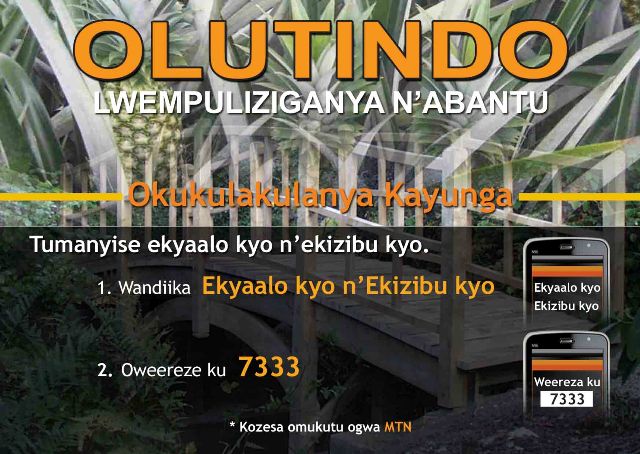 OLUTINDO
LWEMPULIZIGANYA N'ABANTU
Okukulakulanya Kayunga
Tumanyise ekyaalo kyo n'ekizibu kyo.
1. Wandiika Ekyaalo kyo n'Ekizibu kyo
Ekyaalo kyo
Ekizibu kyo
2. Oweereze ku 7333
Weereza ku
7333
* Kozesa omukutu ogwa MTN